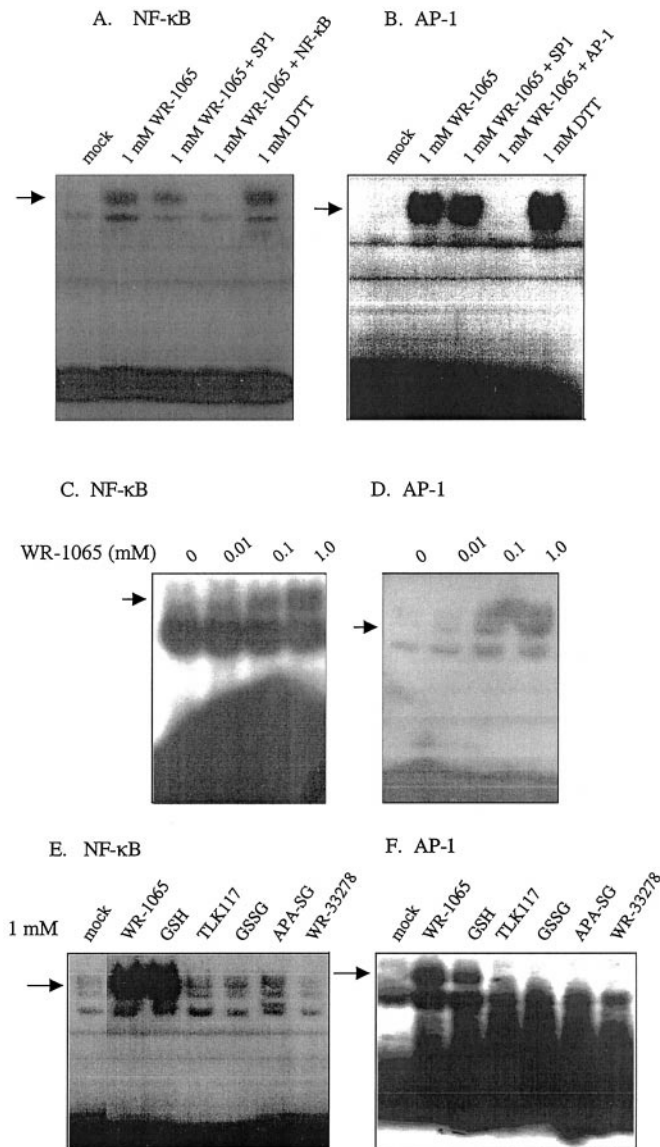 A. NF-κB
B. AP-1
mock
1 mM WR-1065
1 mM WR-1065 + SP1
1 mM WR-1065 + NF-κB
1 mM DTT
mock
1 mM WR-1065
1 mM WR-1065 + SP1
1 mM WR-1065 + AP-1
1 mM DTT
C. NF-κB
D. AP-1
WR-1065 (mM)
0
0.01
0.1
1.0
0
0.01
0.1
1.0
E. NF-κB
F. AP-1
1 mM
mock
WR-1065
GSH
TLK117
GSSG
APA-SG
WR-33278
mock
WR-1065
GSH
TLK117
GSSG
APA-SG
WR-33278